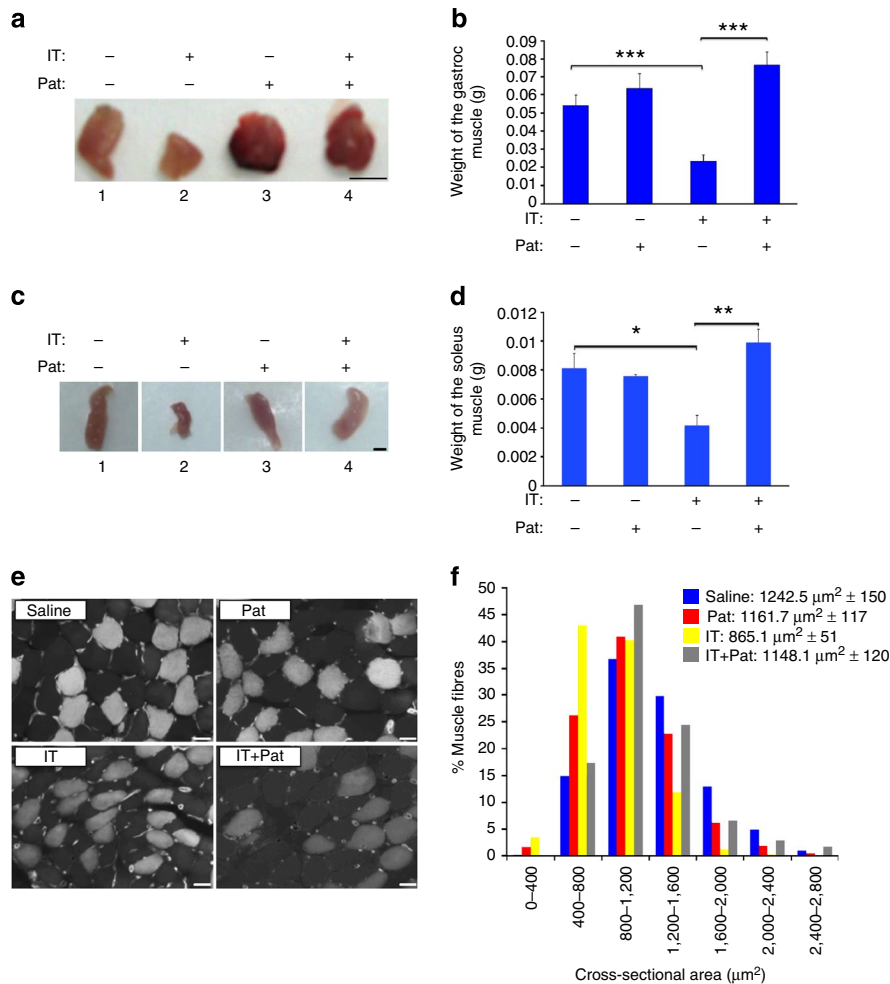 a
IT: – + – +
Pat: – – + +
1 2 3 4
b
*** ***
Weight of the gastroc
muscle (g)
0.09
0.08
0.07
0.06
0.05
0.04
0.03
0.02
0.01
0
IT: – – + +
Pat: – + – +
c
IT: – + – +
Pat: – – + +
1 2 3 4
d
* **
Weight of the soleus
muscle (g)
0.012
0.01
0.008
0.006
0.004
0.002
0
IT: – – + +
Pat: – + – +
e
Saline Pat
IT IT+Pat
f
% Muscle fibres
50
45
40
35
30
25
20
15
10
5
0
Saline: 1242.5 μm² ± 150
Pat: 1161.7 μm² ± 117
IT: 865.1 μm² ± 51
IT+Pat: 1148.1 μm² ± 120
0–400
400–800
800–1,200
1,200–1,600
1,600–2,000
2,000–2,400
2,400–2,800
Cross-sectional area (μm²)